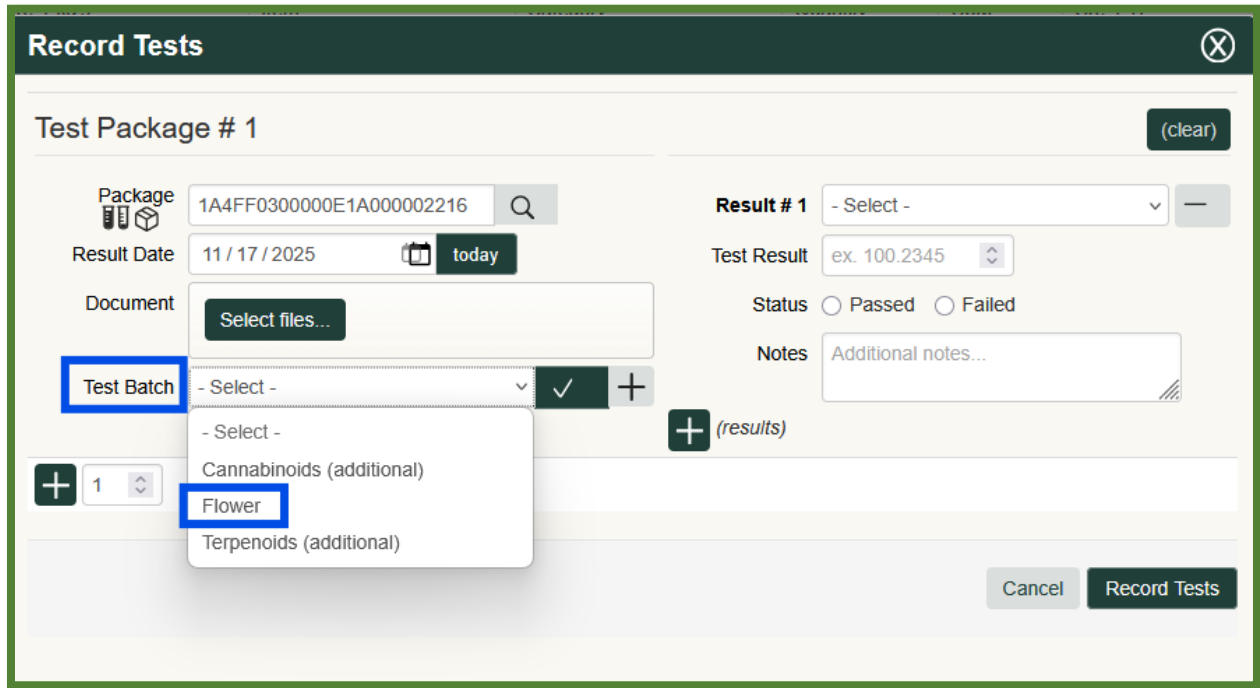 Record Tests
Test Package # 1
(clear)
Package 1A4FF0300000E1A000002216
Result Date 11 / 17 / 2025 today
Document Select files...
Test Batch - Select -
- Select -
Cannabinoids (additional)
Flower
Terpenoids (additional)
1
Result # 1 - Select -
Test Result ex. 100.2345
Status Passed Failed
Notes Additional notes...
(results)
Cancel Record Tests